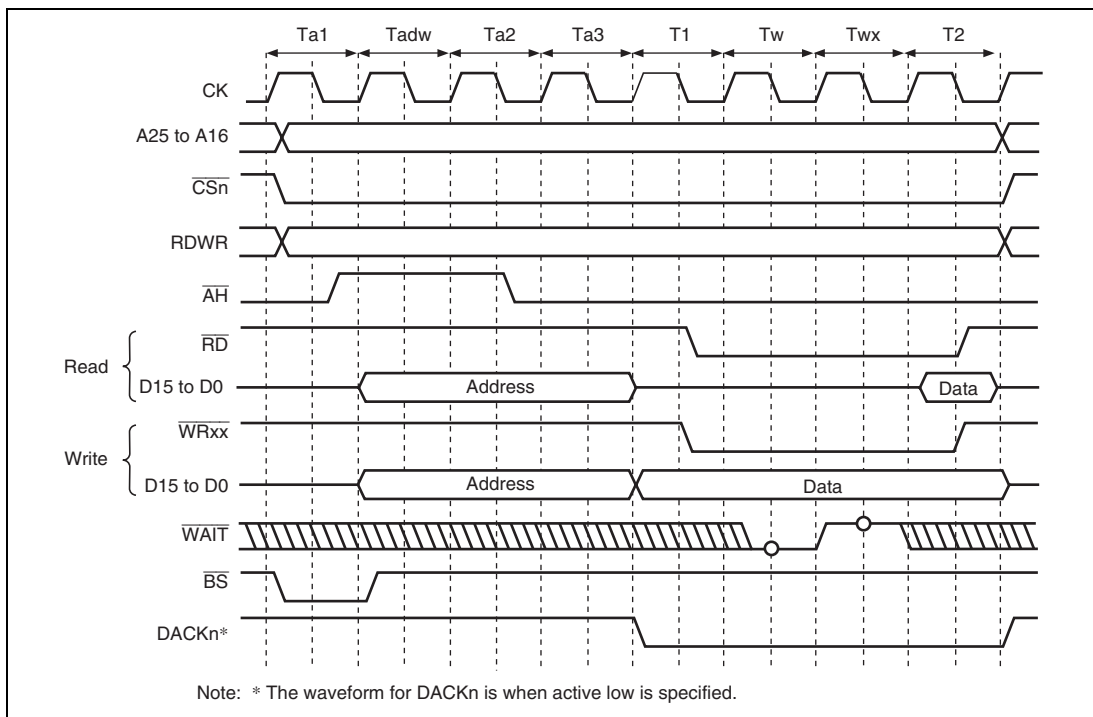 Ta1 Tadw Ta2 Ta3 T1 Tw Twx T2
CK
A25 to A16
CSn
RDWR
AH
Read
RD
D15 to D0 Address Data
Write
WRxx
D15 to D0 Address Data
WAIT
BS
DACKn*
Note: * The waveform for DACKn is when active low is specified.